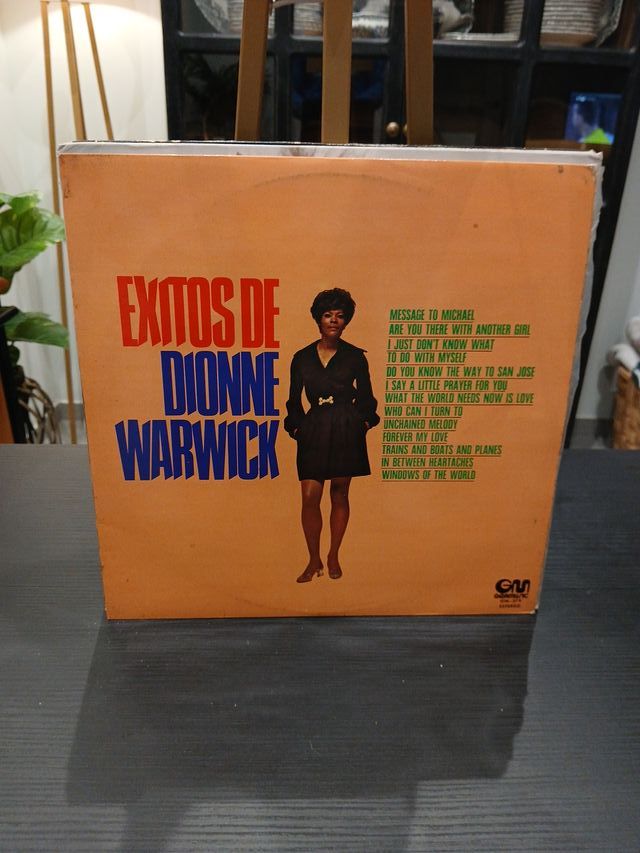 EXITOS DE
DIONNE
WARWICK
MESSAGE TO MICHAEL
ARE YOU THERE WITH ANOTHER GIRL
I JUST DON'T KNOW WHAT
TO DO WITH MYSELF
DO YOU KNOW THE WAY TO SAN JOSE
I SAY A LITTLE PRAYER FOR YOU
WHAT THE WORLD NEEDS NOW IS LOVE
WHO CAN I TURN TO
UNCHAINED MELODY
FOREVER MY LOVE
TRAINS AND BOATS AND PLANES
IN BETWEEN HEARTACHES
WINDOWS OF THE WORLD
GM